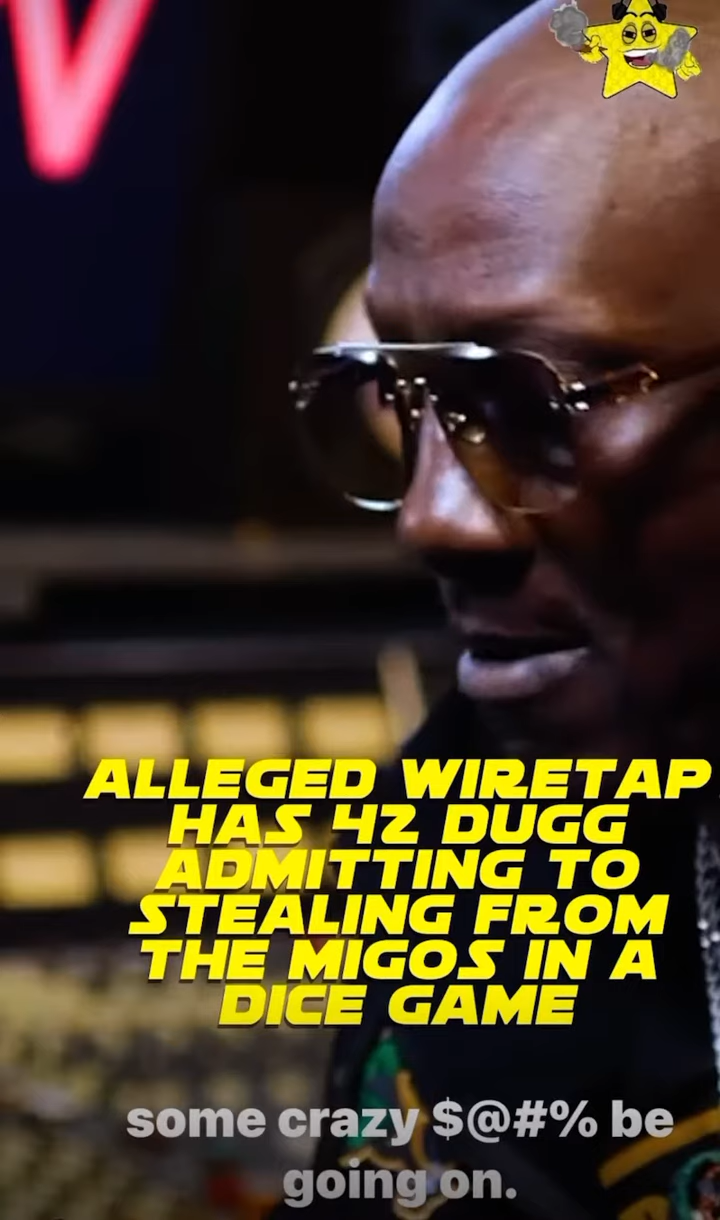 ALLEGED WIRETAP
HAS 42 DUGG
ADMITTING TO
STEALING FROM
THE MIGOS IN A
DICE GAME
some crazy $@#% be
going on.